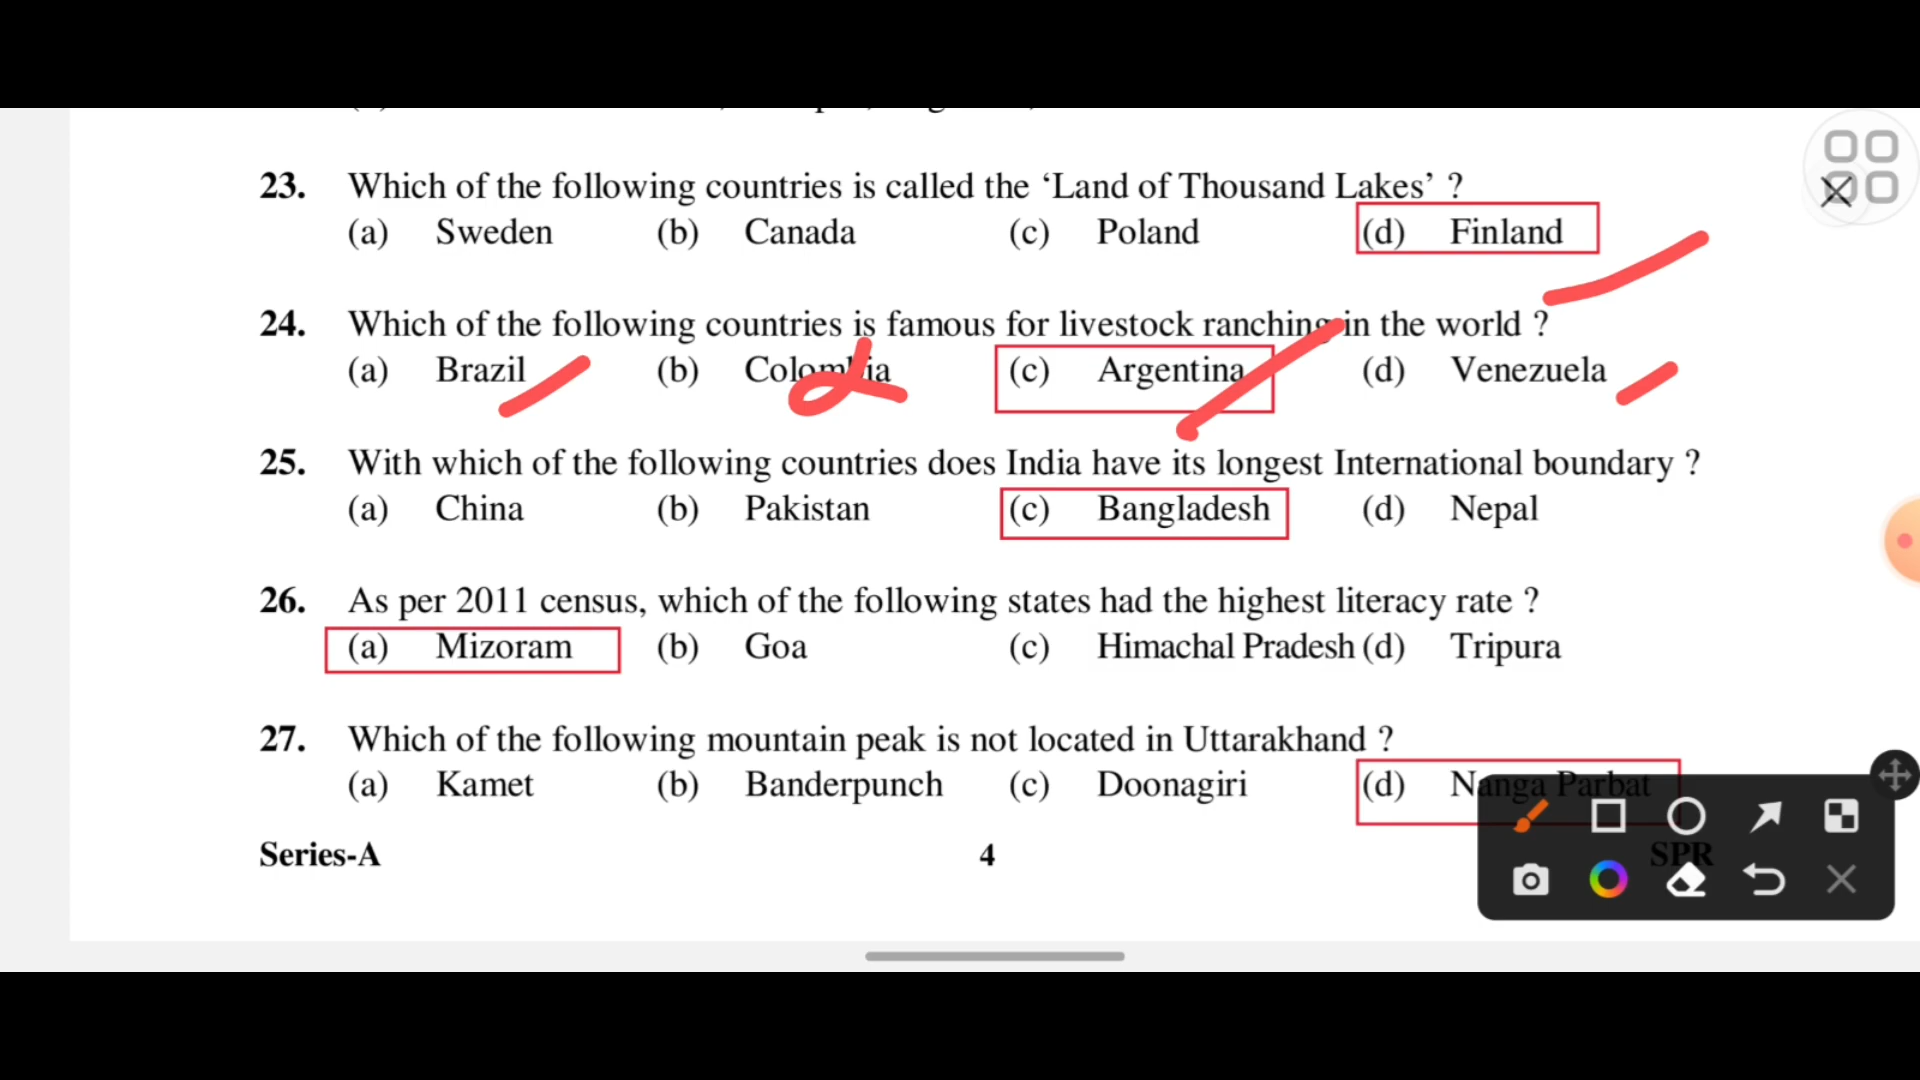 23. Which of the following countries is called the ‘Land of Thousand Lakes’ ?
(a) Sweden (b) Canada (c) Poland (d) Finland
24. Which of the following countries is famous for livestock ranching in the world ?
(a) Brazil (b) Colombia (c) Argentina (d) Venezuela
25. With which of the following countries does India have its longest International boundary ?
(a) China (b) Pakistan (c) Bangladesh (d) Nepal
26. As per 2011 census, which of the following states had the highest literacy rate ?
(a) Mizoram (b) Goa (c) Himachal Pradesh (d) Tripura
27. Which of the following mountain peak is not located in Uttarakhand ?
(a) Kamet (b) Banderpunch (c) Doonagiri (d) Nanga Parbat
Series-A 4 SPR